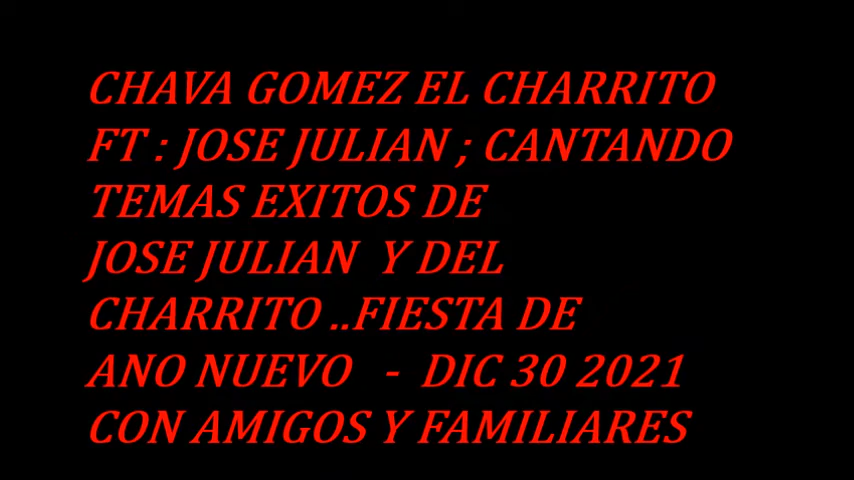 CHAVA GOMEZ EL CHARRITO
FT : JOSE JULIAN ; CANTANDO
TEMAS EXITOS DE
JOSE JULIAN Y DEL
CHARRITO ..FIESTA DE
ANO NUEVO - DIC 30 2021
CON AMIGOS Y FAMILIARES